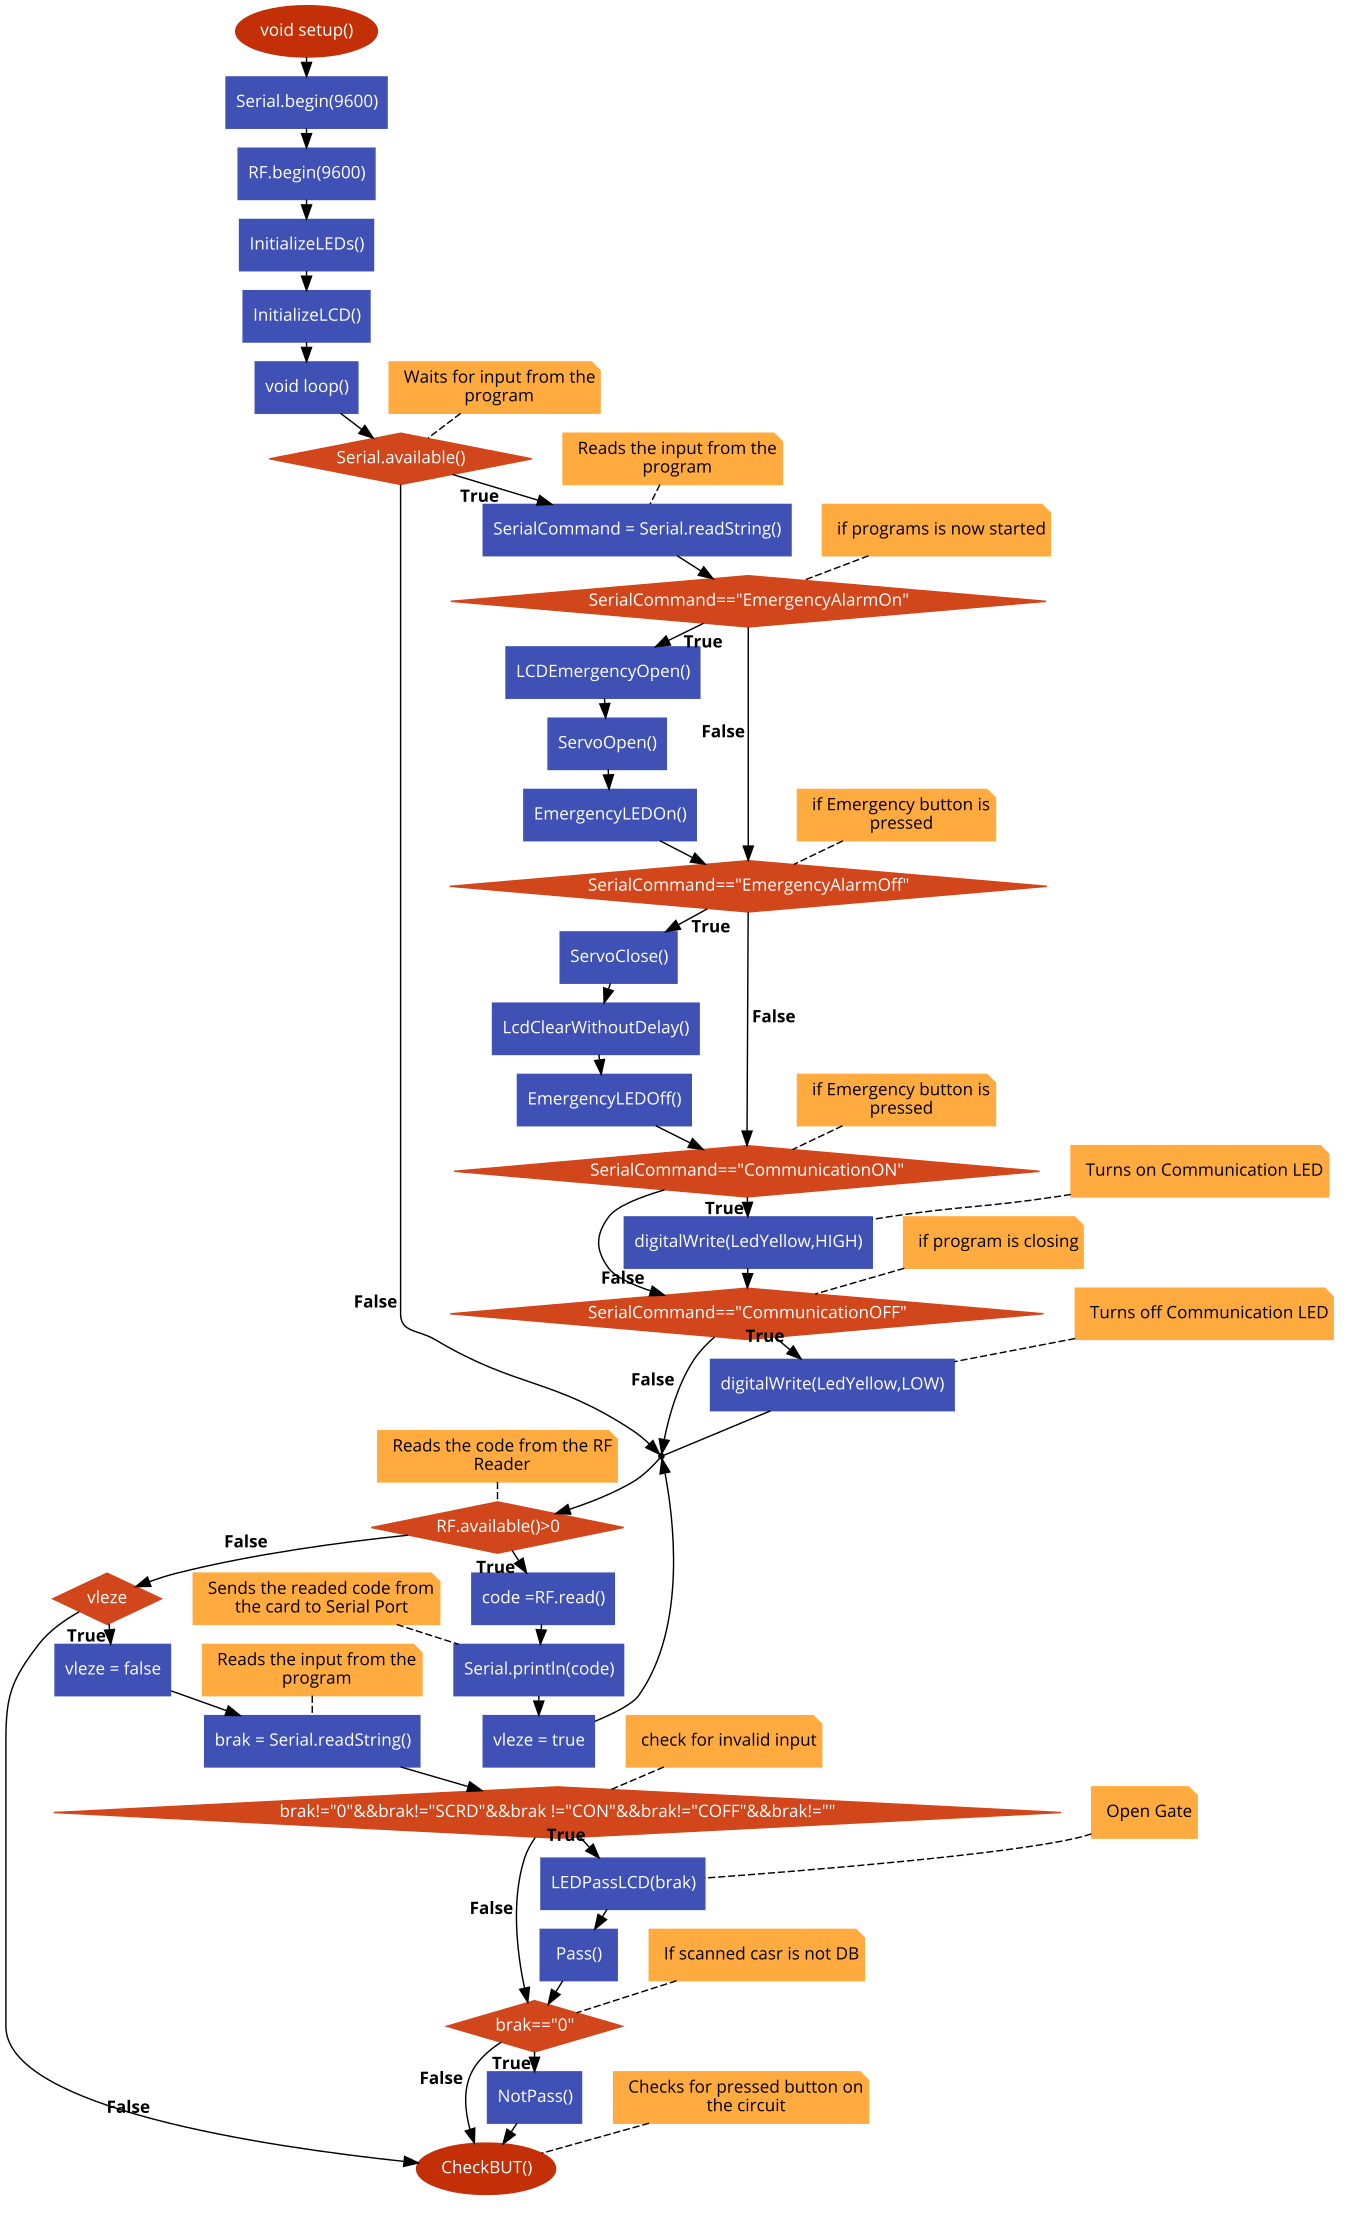 void setup()
Serial.begin(9600)
RF.begin(9600)
InitializeLEDs()
InitializeLCD()
void loop()
Waits for input from the
program
Serial.available()
True
Reads the input from the
program
SerialCommand = Serial.readString()
if programs is now started
SerialCommand=="EmergencyAlarmOn"
True
LCDEmergencyOpen()
ServoOpen()
False
EmergencyLEDOn()
if Emergency button is
pressed
SerialCommand=="EmergencyAlarmOff"
True
ServoClose()
LcdClearWithoutDelay()
False
EmergencyLEDOff()
if Emergency button is
pressed
SerialCommand=="CommunicationON"
Turns on Communication LED
True
digitalWrite(LedYellow,HIGH)
if program is closing
False
False
SerialCommand=="CommunicationOFF"
Turns off Communication LED
True
False
digitalWrite(LedYellow,LOW)
Reads the code from the RF
Reader
RF.available()>0
False
True
vleze
Sends the readed code from
the card to Serial Port
code =RF.read()
True
vleze = false
Reads the input from the
program
Serial.println(code)
brak = Serial.readString()
vleze = true
check for invalid input
brak!="0"&&brak!="SCRD"&&brak !="CON"&&brak!="COFF"&&brak!=""
Open Gate
True
LEDPassLCD(brak)
False
Pass()
If scanned casr is not DB
brak=="0"
True
False
NotPass()
Checks for pressed button on
the circuit
False
CheckBUT()